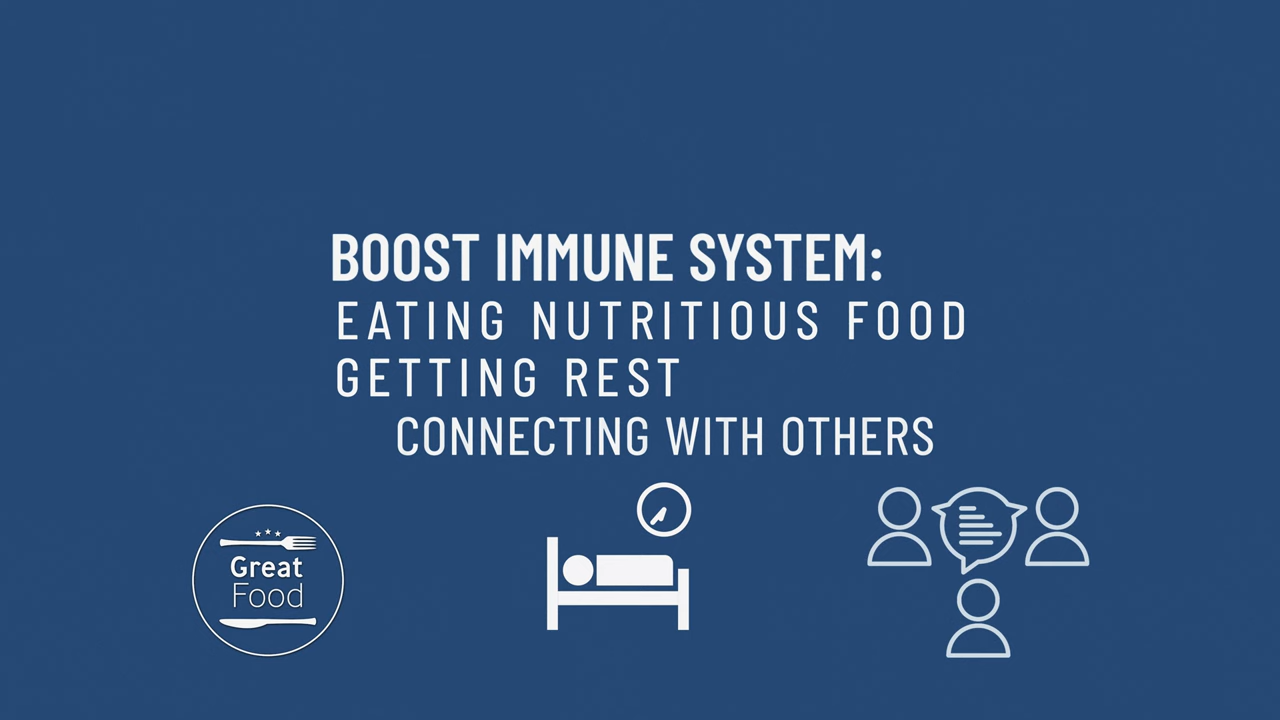 BOOST IMMUNE SYSTEM:
EATING NUTRITIOUS FOOD
GETTING REST
CONNECTING WITH OTHERS
Great
Food